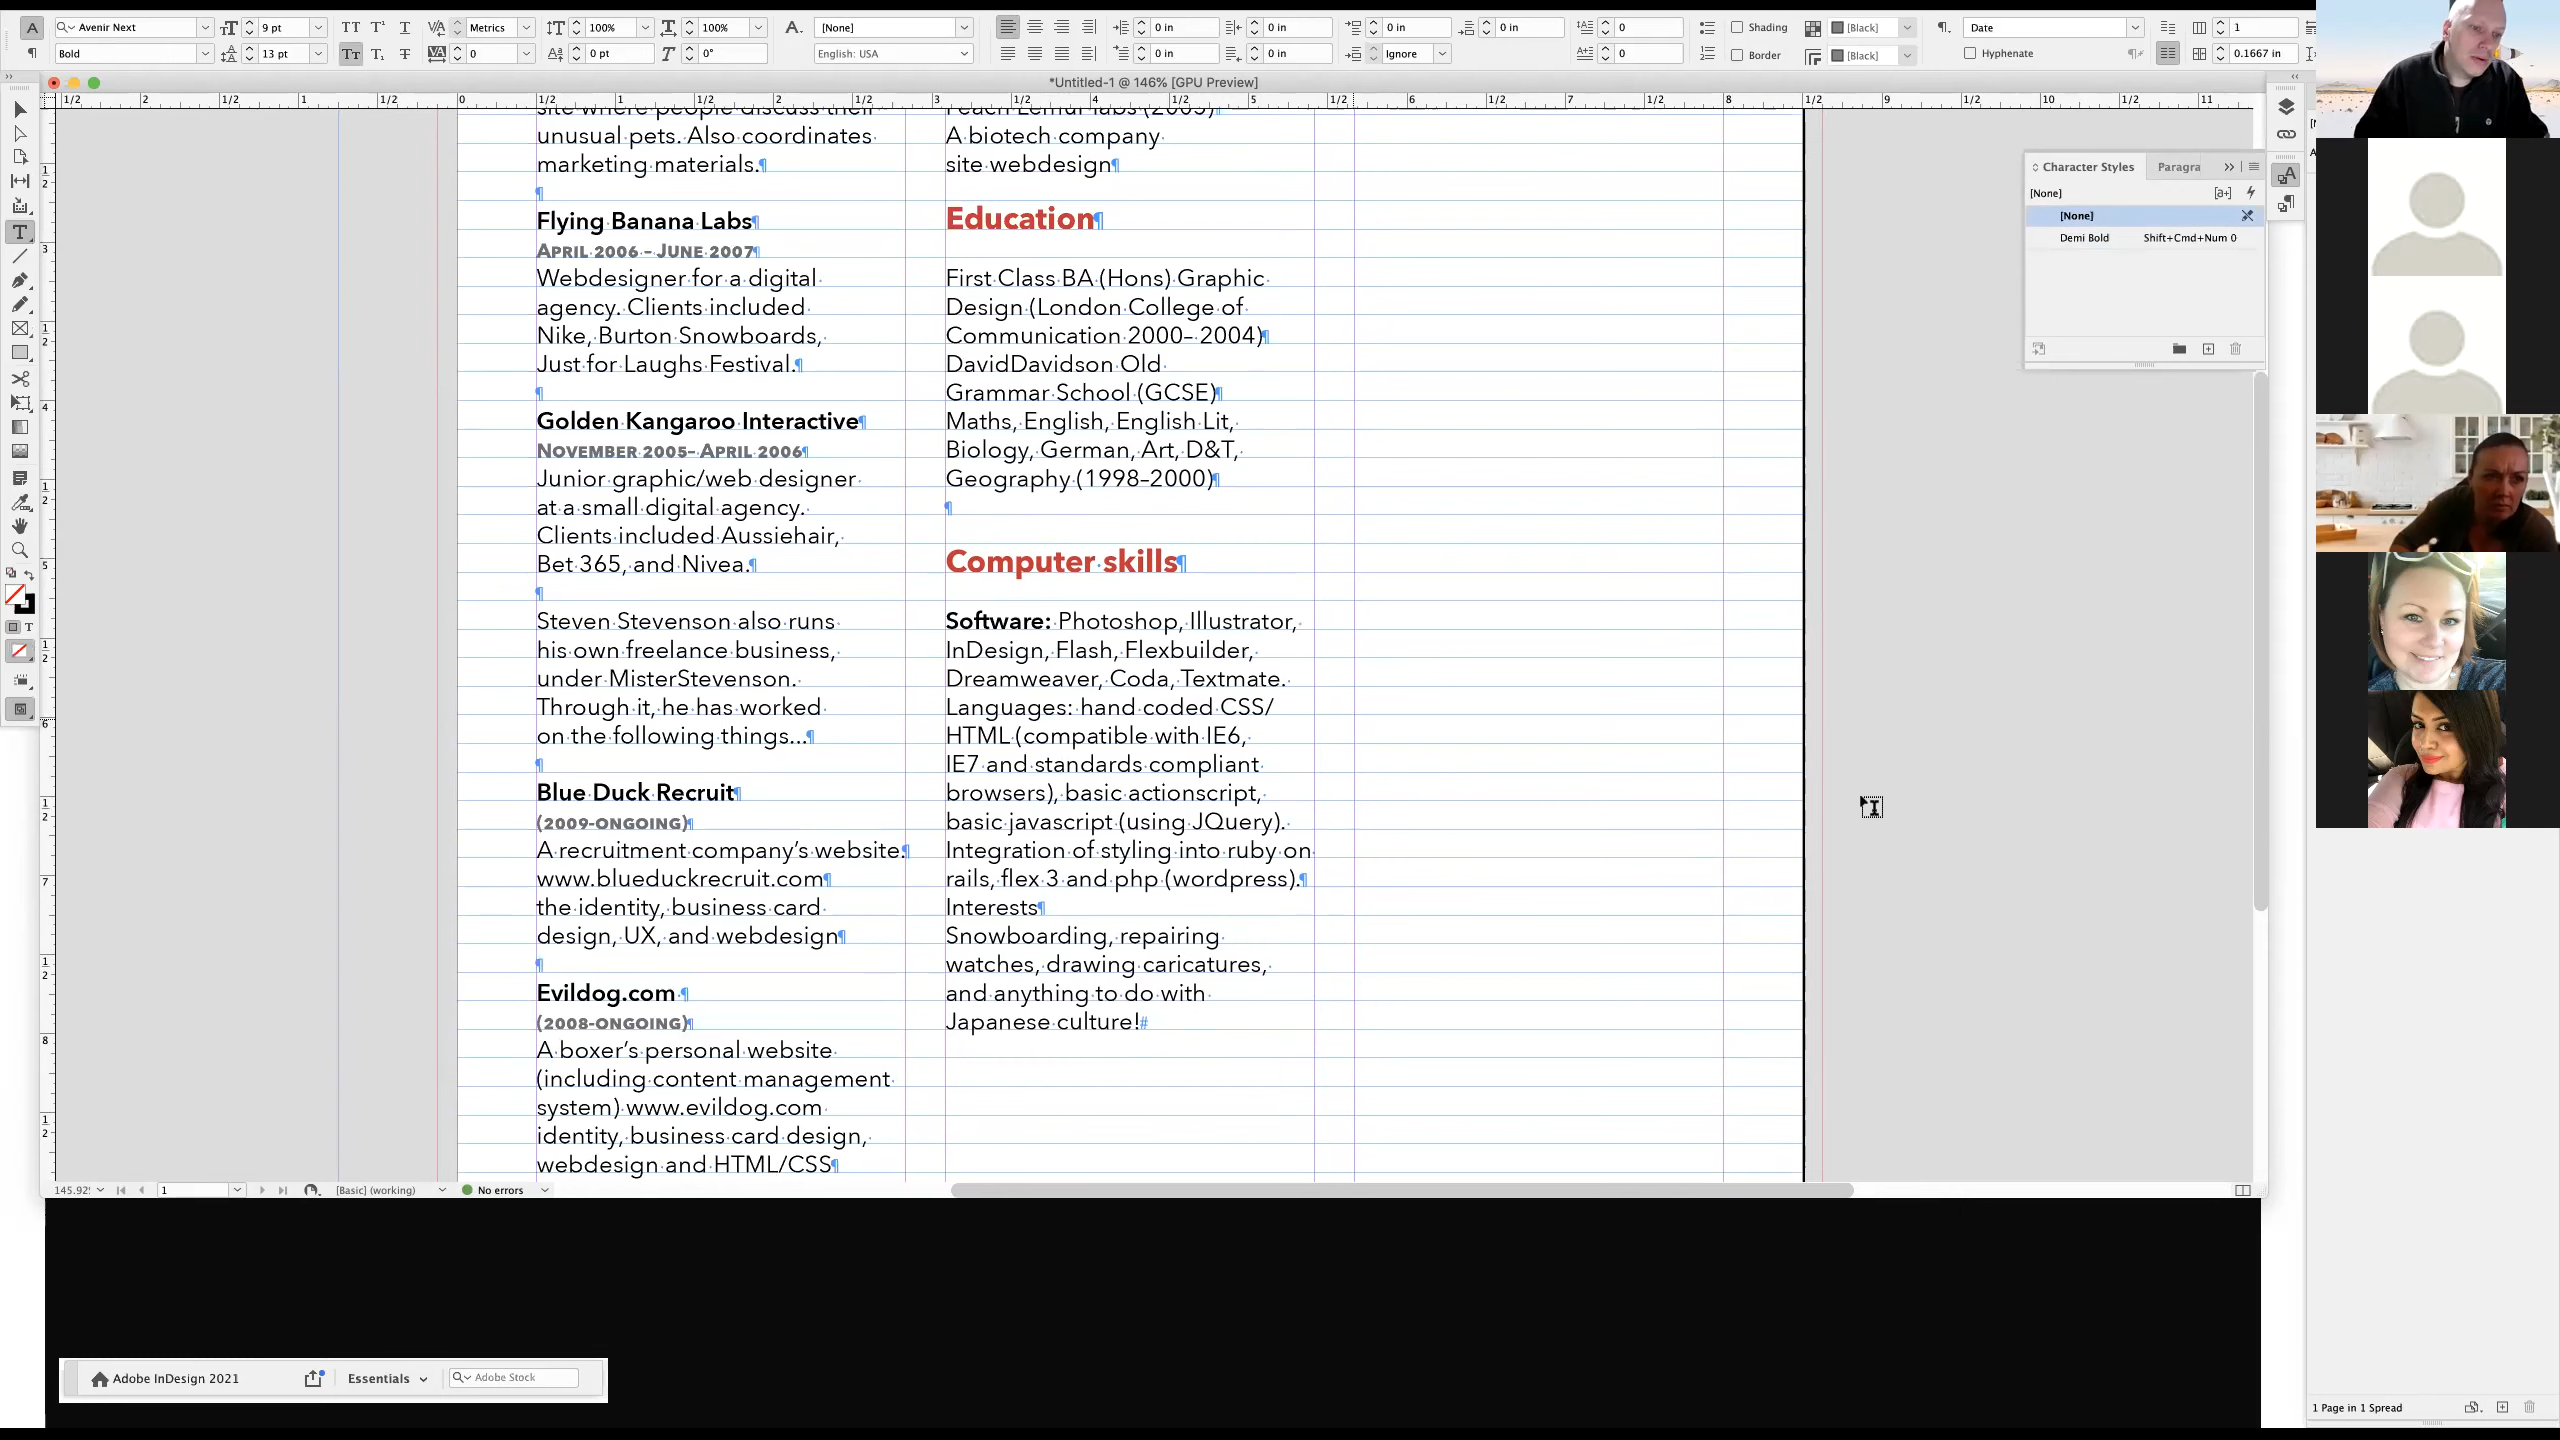 Avenir Next
9 pt
Metrics
100%
100%
[None]
0 in
0 in
0 in
0 in
0
Shading
[Black]
Date
1
Bold
13 pt
0
0 pt
0°
English: USA
0 in
0 in
Ignore
0
Border
[Black]
Hyphenate
0.1667 in
*Untitled-1 @ 146% [GPU Preview]
unusual pets. Also coordinates
marketing materials.¶
¶
Flying Banana Labs¶
April 2006 – June 2007¶
Webdesigner for a digital
agency. Clients included
Nike, Burton Snowboards,
Just for Laughs Festival.¶
¶
Golden Kangaroo Interactive¶
November 2005– April 2006¶
Junior graphic/web designer
at a small digital agency.
Clients included Aussiehair,
Bet 365, and Nivea.¶
¶
Steven Stevenson also runs
his own freelance business,
under MisterStevenson.
Through it, he has worked
on the following things...¶
¶
Blue Duck Recruit¶
(2009-ongoing)¶
A recruitment company’s website.¶
www.blueduckrecruit.com¶
the identity, business card
design, UX, and webdesign¶
¶
Evildog.com ¶
(2008-ongoing)¶
A boxer’s personal website
(including content management
system) www.evildog.com
identity, business card design,
webdesign and HTML/CSS¶
A biotech company
site webdesign¶
Education¶
First Class BA (Hons) Graphic
Design (London College of
Communication 2000– 2004)¶
DavidDavidson Old
Grammar School (GCSE)¶
Maths, English, English Lit,
Biology, German, Art, D&T,
Geography (1998–2000)¶
¶
Computer skills¶
Software: Photoshop, Illustrator,
InDesign, Flash, Flexbuilder,
Dreamweaver, Coda, Textmate.
Languages: hand coded CSS/
HTML (compatible with IE6,
IE7 and standards compliant
browsers), basic actionscript,
basic javascript (using JQuery).
Integration of styling into ruby on
rails, flex 3 and php (wordpress).¶
Interests¶
Snowboarding, repairing
watches, drawing caricatures,
and anything to do with
Japanese culture!#
Character Styles
Paragra
[None]
[None]
Demi Bold Shift+Cmd+Num 0
1
[Basic] (working)
No errors
Adobe InDesign 2021
Essentials
Adobe Stock
1 Page in 1 Spread